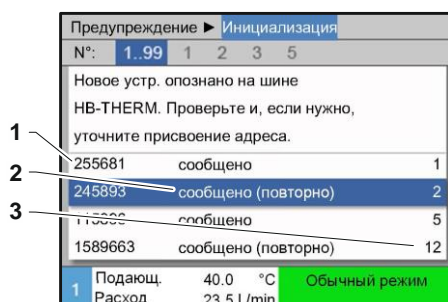 Предупреждение ► Инициализация
N°: 1..99 1 2 3 5
Новое устр. опознано на шине
HB-THERM. Проверьте и, если нужно,
уточните присвоение адреса.
1
255681 сообщено 1
2
245893 сообщено (повторно) 2
3
сообщено 5
1589663 сообщено (повторно) 12
1 Подающ. 40.0 °C Обычный режим
Расход 23.5 L/min